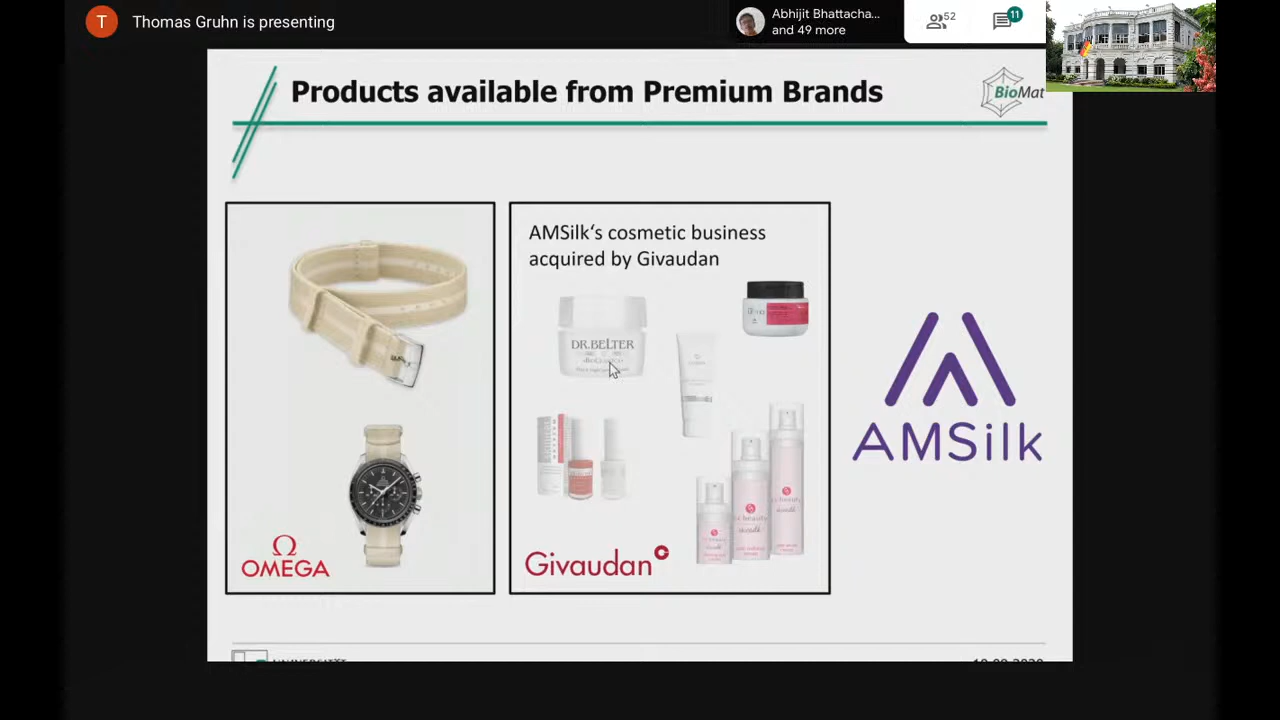 T
Thomas Gruhn is presenting
Abhijit Bhattacha...
and 49 more
52
11
Products available from Premium Brands
BioMat
AMSilk's cosmetic business
acquired by Givaudan
DR.BELTER
AMSilk
Ω
OMEGA
Givaudan